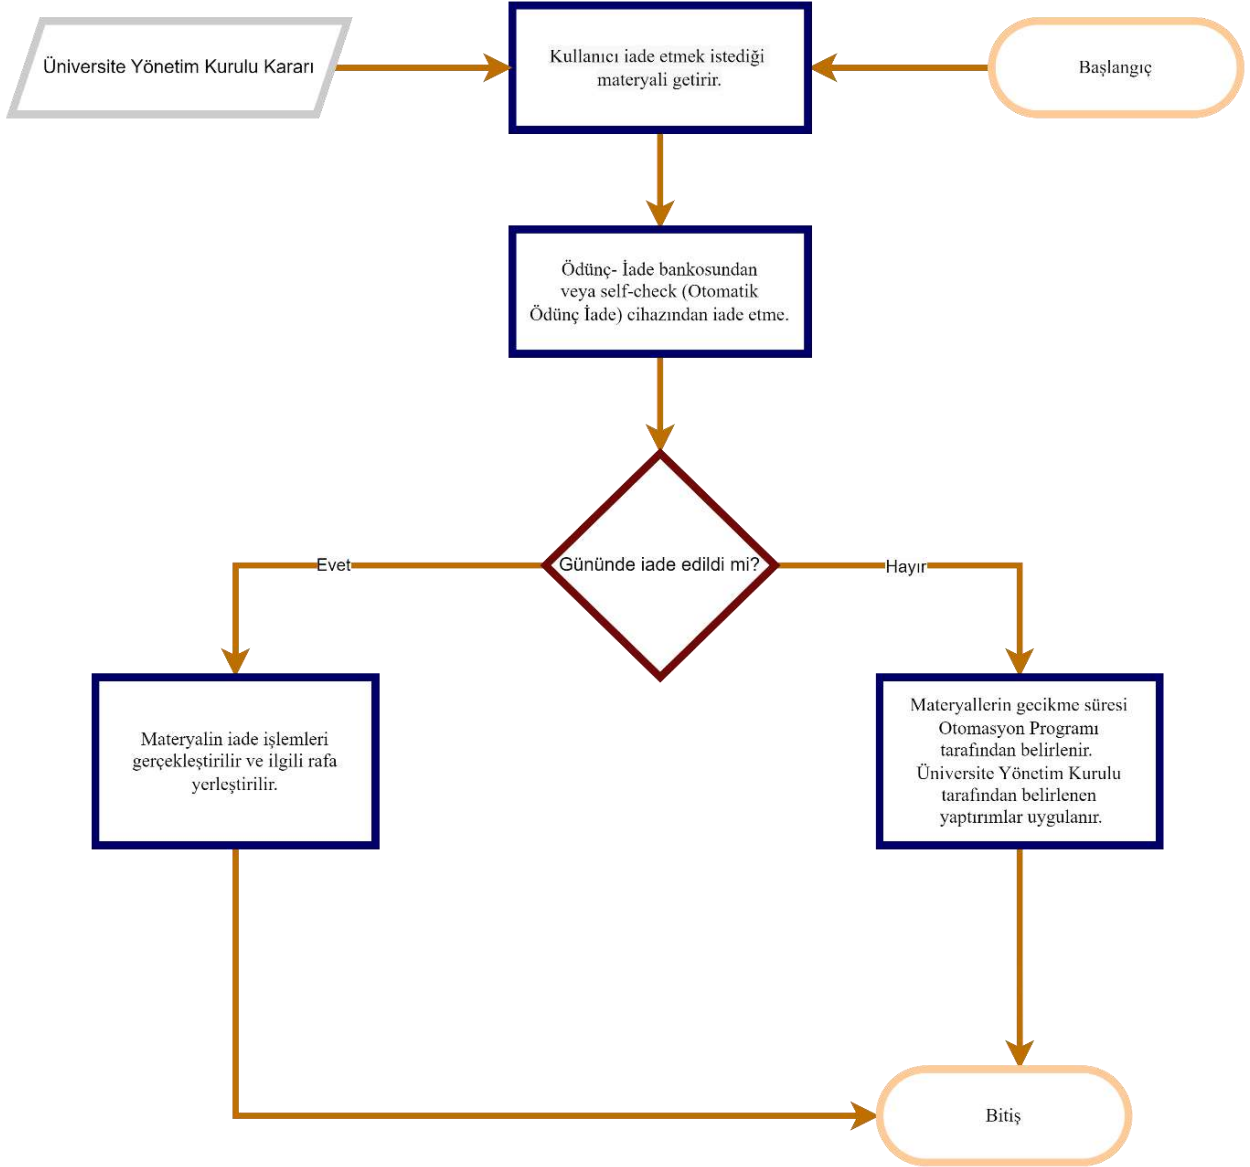 Üniversite Yönetim Kurulu Kararı
Kullanıcı iade etmek istediği
materyali getirir.
Başlangıç
Ödünç- İade bankosundan
veya self-check (Otomatik
Ödünç İade) cihazından iade etme.
Gününde iade edildi mi?
Evet
Hayır
Materyalin iade işlemleri
gerçekleştirilir ve ilgili rafa
yerleştirilir.
Materyallerin gecikme süresi
Otomasyon Programı
tarafından belirlenir.
Üniversite Yönetim Kurulu
tarafından belirlenen
yaptırımlar uygulanır.
Bitiş